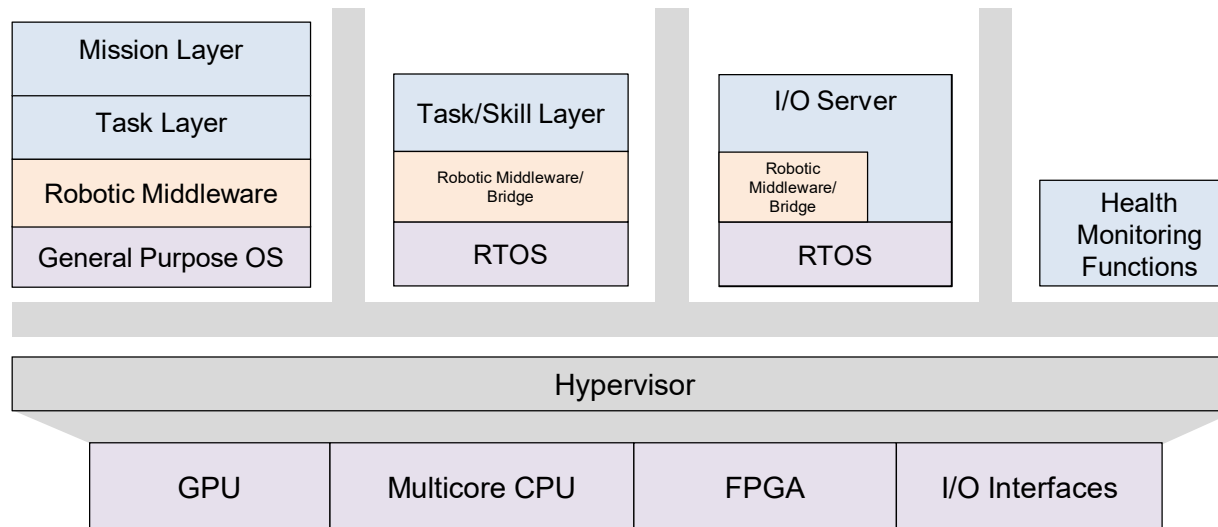 Mission Layer
Task Layer
Robotic Middleware
General Purpose OS
Task/Skill Layer
Robotic Middleware/
Bridge
RTOS
I/O Server
Robotic
Middleware/
Bridge
RTOS
Health
Monitoring
Functions
Hypervisor
GPU
Multicore CPU
FPGA
I/O Interfaces